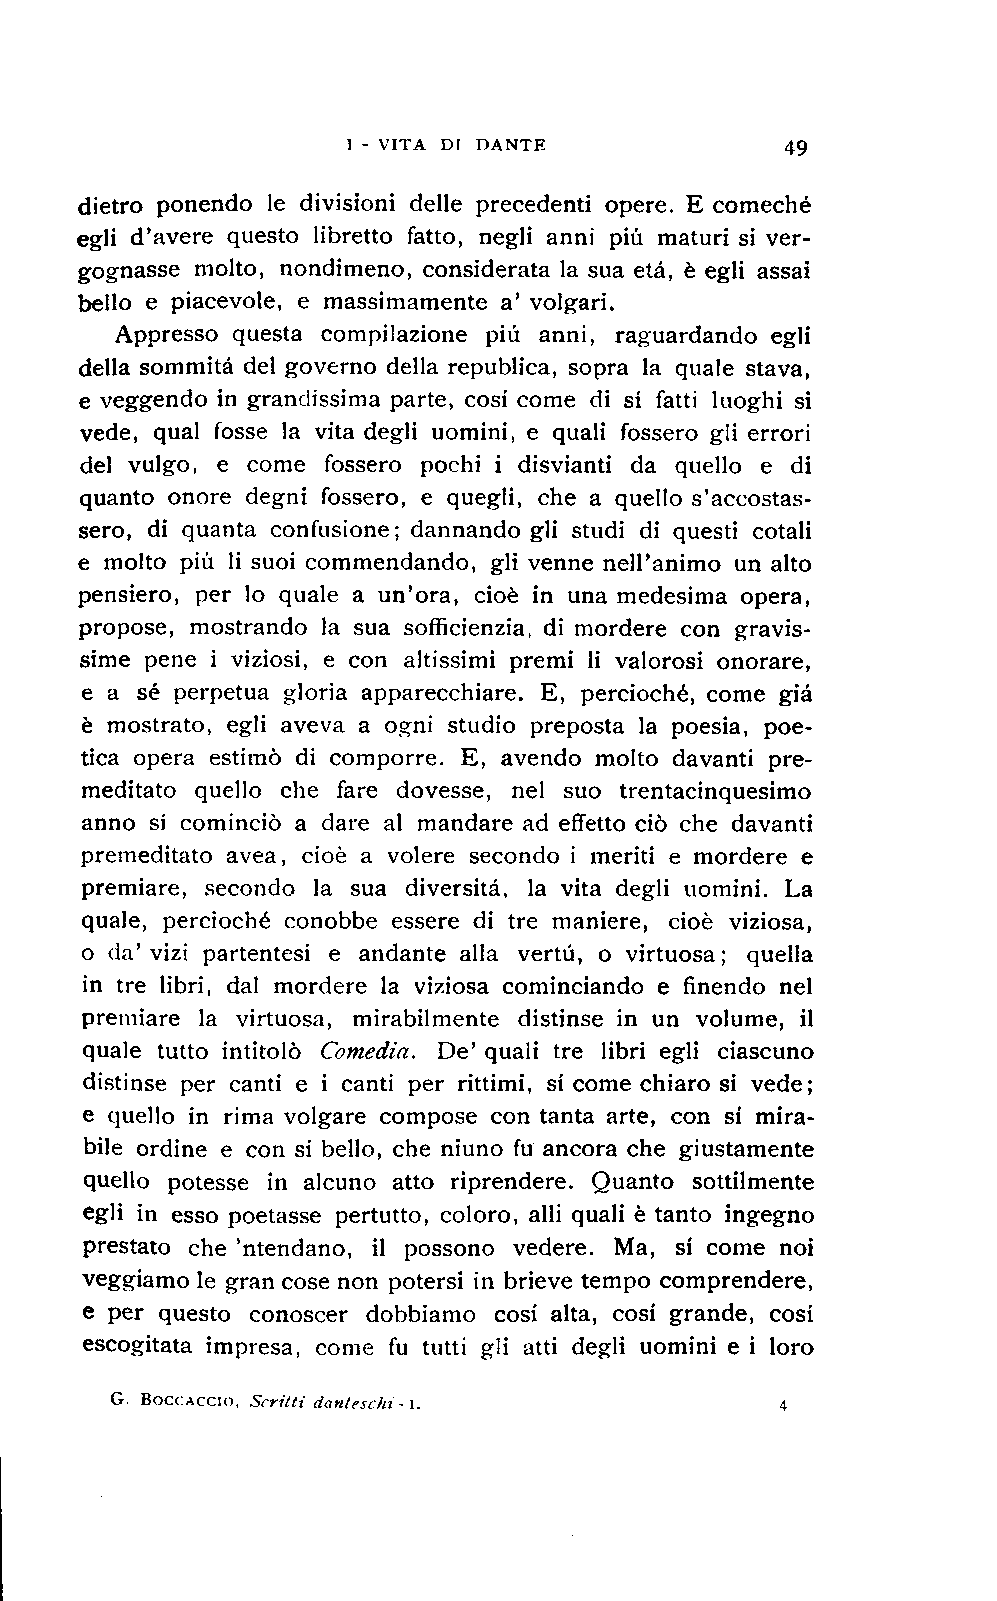 I - VITA DI DANTE 49
dietro ponendo le divisioni delle precedenti opere. E comeché
egli d'avere questo libretto fatto, negli anni piú maturi si ver-
gognasse molto, nondimeno, considerata la sua etá, è egli assai
bello e piacevole, e massimamente a' volgari.
Appresso questa compilazione piú anni, raguardando egli
della sommitá del governo della republica, sopra la quale stava,
e veggendo in grandissima parte, cosí come di sí fatti luoghi si
vede, qual fosse la vita degli uomini, e quali fossero gli errori
del vulgo, e come fossero pochi i disvianti da quello e di
quanto onore degni fossero, e quegli, che a quello s'accostas-
sero, di quanta confusione; dannando gli studi di questi cotali
e molto piú li suoi commendando, gli venne nell'animo un alto
pensiero, per lo quale a un'ora, cioè in una medesima opera,
propose, mostrando la sua sofficienzia, di mordere con gravis-
sime pene i viziosi, e con altissimi premi li valorosi onorare,
e a sé perpetua gloria apparecchiare. E, percioché, come giá
è mostrato, egli aveva a ogni studio preposta la poesia, poe-
tica opera estimò di comporre. E, avendo molto davanti pre-
meditato quello che fare dovesse, nel suo trentacinquesimo
anno si cominciò a dare al mandare ad effetto ciò che davanti
premeditato avea, cioè a volere secondo i meriti e mordere e
premiare, secondo la sua diversitá, la vita degli uomini. La
quale, percioché conobbe essere di tre maniere, cioè viziosa,
o da' vizi partentesi e andante alla vertú, o virtuosa; quella
in tre libri, dal mordere la viziosa cominciando e finendo nel
premiare la virtuosa, mirabilmente distinse in un volume, il
quale tutto intitolò Comedia. De' quali tre libri egli ciascuno
distinse per canti e i canti per rittimi, sí come chiaro si vede;
e quello in rima volgare compose con tanta arte, con sí mira-
bile ordine e con sí bello, che niuno fu ancora che giustamente
quello potesse in alcuno atto riprendere. Quanto sottilmente
egli in esso poetasse pertutto, coloro, alli quali è tanto ingegno
prestato che 'ntendano, il possono vedere. Ma, sí come noi
veggiamo le gran cose non potersi in brieve tempo comprendere,
e per questo conoscer dobbiamo cosí alta, cosí grande, cosí
escogitata impresa, come fu tutti gli atti degli uomini e i loro
G. BOCCACCIO, Scritti danteschi - I. 4